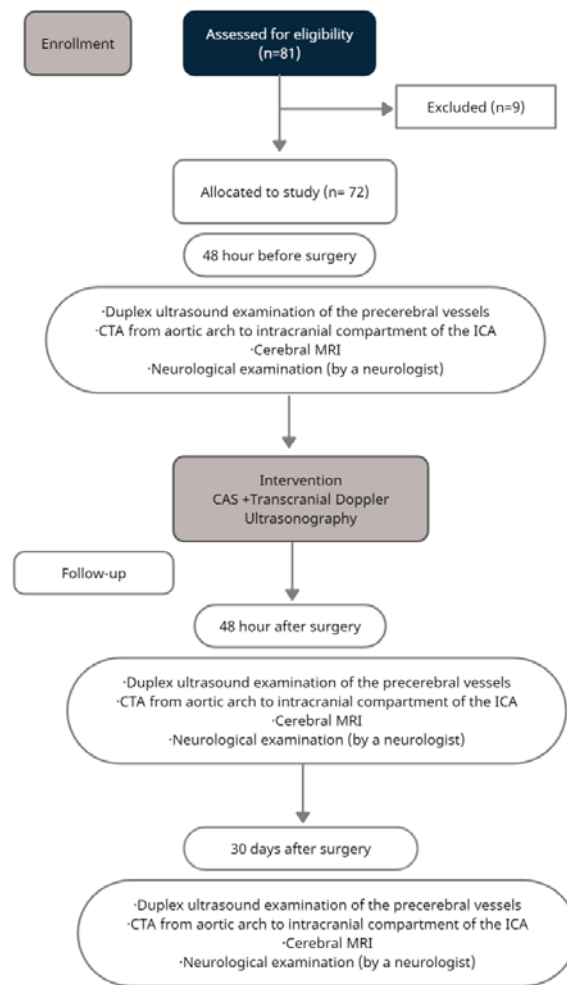 Enrollment
Assessed for eligibility
(n=81)
Excluded (n=9)
Allocated to study (n= 72)
48 hour before surgery
·Duplex ultrasound examination of the precerebral vessels
·CTA from aortic arch to intracranial compartment of the ICA
·Cerebral MRI
·Neurological examination (by a neurologist)
Intervention
CAS +Transcranial Doppler
Ultrasonography
Follow-up
48 hour after surgery
·Duplex ultrasound examination of the precerebral vessels
·CTA from aortic arch to intracranial compartment of the ICA
·Cerebral MRI
·Neurological examination (by a neurologist)
30 days after surgery
·Duplex ultrasound examination of the precerebral vessels
·CTA from aortic arch to intracranial compartment of the ICA
·Cerebral MRI
·Neurological examination (by a neurologist)